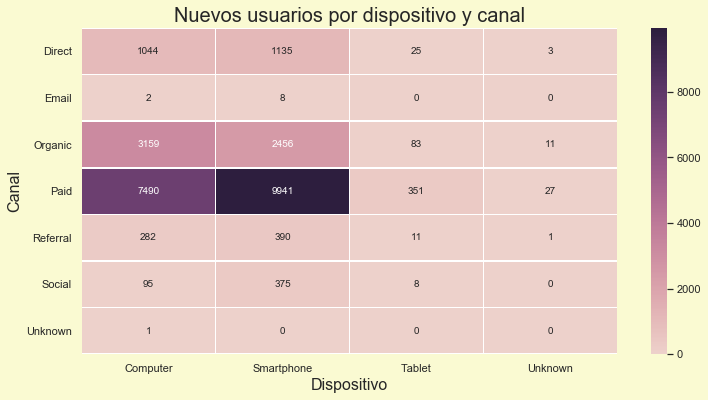 Nuevos usuarios por dispositivo y canal
Canal
Direct 1044 1135 25 3
Email 2 8 0 0
Organic 3159 2456 83 11
Paid 7490 9941 351 27
Referral 282 390 11 1
Social 95 375 8 0
Unknown 1 0 0 0
Computer Smartphone Tablet Unknown
Dispositivo
8000
6000
4000
2000
0